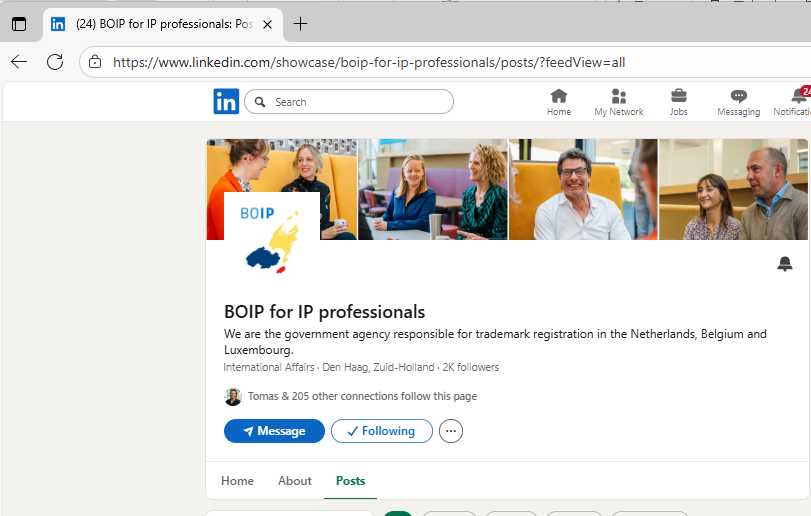 (24) BOIP for IP professionals: Pos
https://www.linkedin.com/showcase/boip-for-ip-professionals/posts/?feedView=all
in
Search
Home
My Network
Jobs
Messaging
Notificati
24
BOIP
BOIP for IP professionals
We are the government agency responsible for trademark registration in the Netherlands, Belgium and
Luxembourg.
International Affairs · Den Haag, Zuid-Holland · 2K followers
Tomas & 205 other connections follow this page
Message
Following
Home
About
Posts